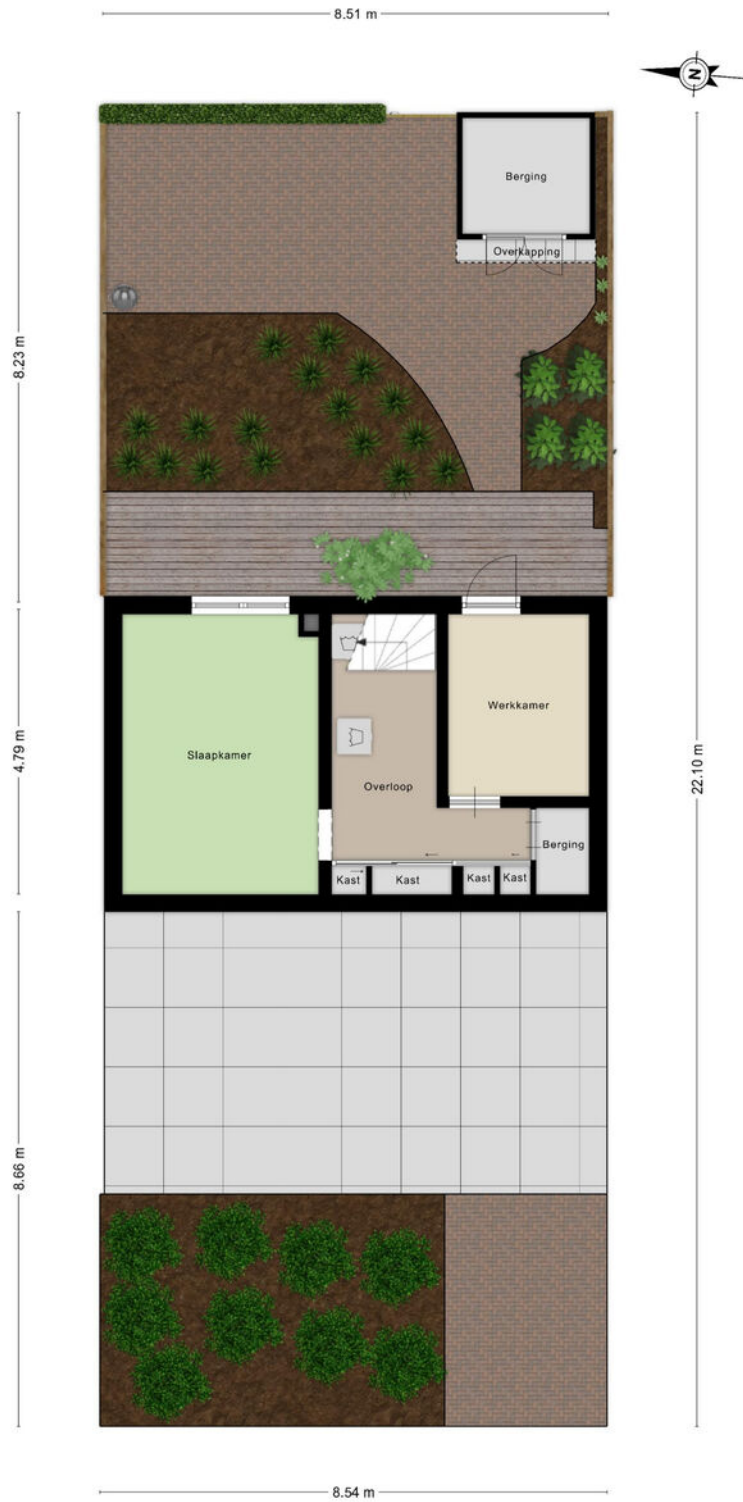 8.51 m
N
Berging
Overkapping
8.23 m
Slaapkamer
Overloop
Werkkamer
4.79 m
22.10 m
Berging
Kast
Kast
Kast
Kast
8.66 m
8.54 m